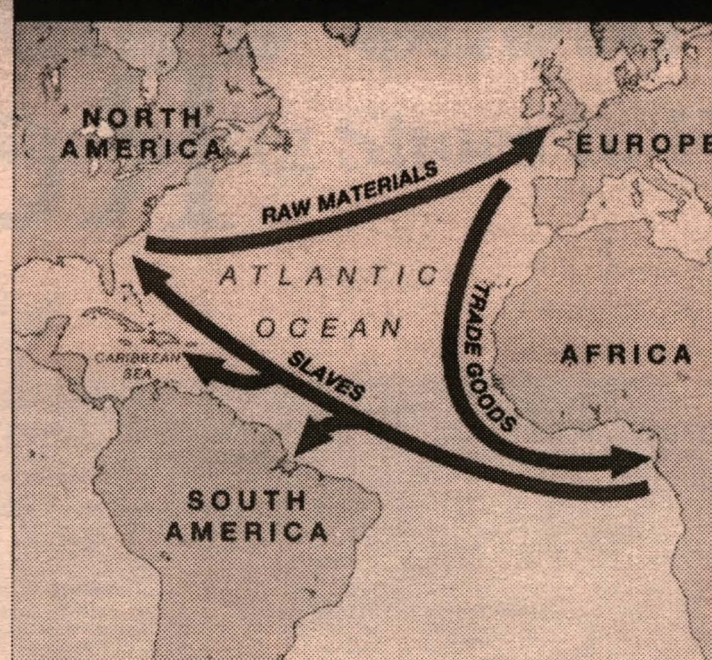 NORTH
AMERICA
EUROPE
RAW MATERIALS
ATLANTIC
OCEAN
TRADE GOODS
AFRICA
CARIBBEAN
SEA
SLAVES
SOUTH
AMERICA